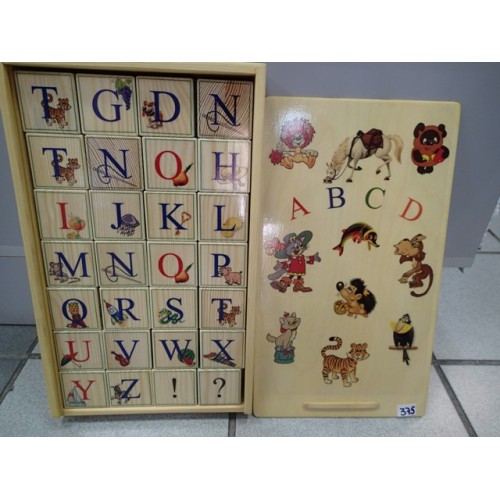 T G D N
T N O H
I J K L
M N O P
Q R S T
U V W X
Y Z ! ?
A B C D
375